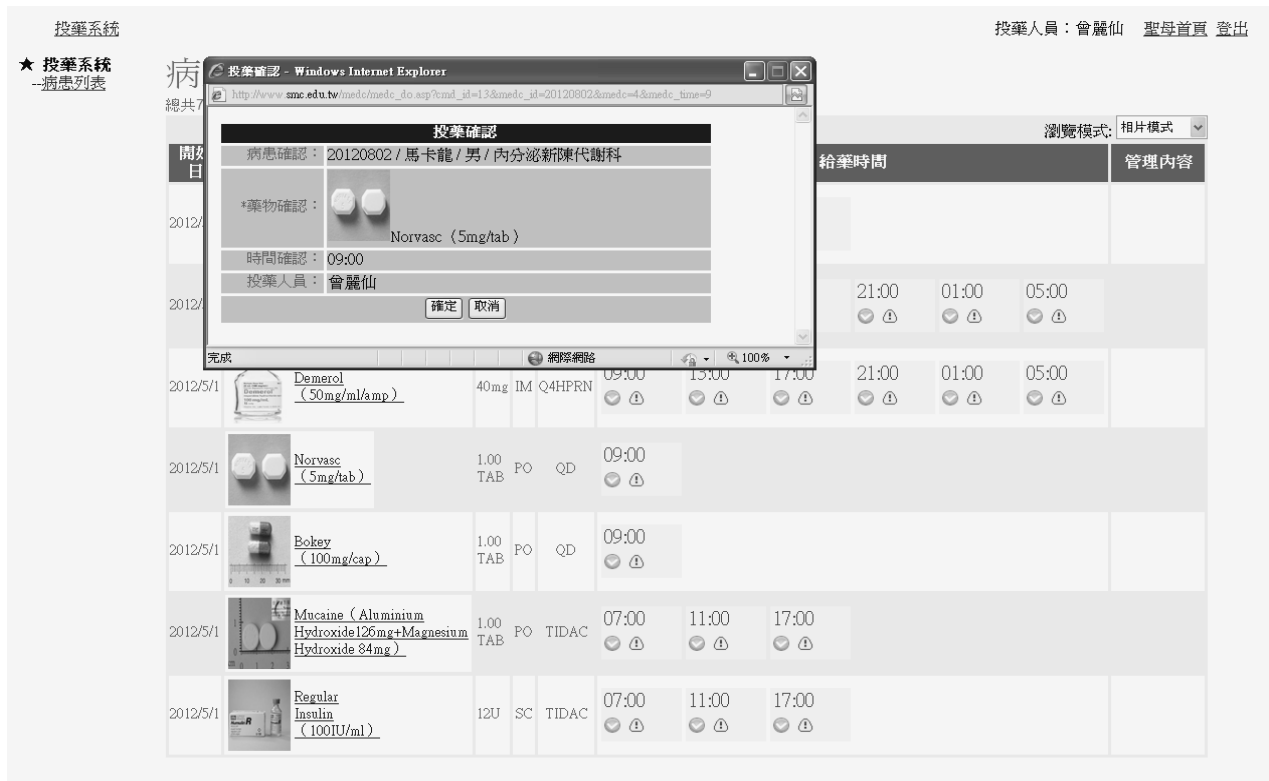 投藥系統
投藥人員：曾麗仙 聖母首頁 登出
★ 投藥系統
--病患列表
病
總共7
瀏覽模式: 相片模式
開始
日
給藥時間
管理內容
投藥確認 - Windows Internet Explorer
http://www.smc.edu.tw/medc/medc_do.asp?cmd_id=13&medc_id=20120802&medc=4&medc_time=9
投藥確認
病患確認： 20120802 / 馬卡龍 / 男 / 內分泌新陳代謝科
*藥物確認： Norvasc（5mg/tab）
時間確認： 09:00
投藥人員： 曾麗仙
確定 取消
完成 網際網路 100%
2012/
2012/ 21:00 01:00 05:00
2012/5/1 Demerol（50mg/ml/amp） 40mg IM Q4HPRN 09:00 13:00 17:00 21:00 01:00 05:00
2012/5/1 Norvasc（5mg/tab） 1.00 TAB PO QD 09:00
2012/5/1 Bokey（100mg/cap） 1.00 TAB PO QD 09:00
2012/5/1 Mucaine（Aluminium Hydroxide126mg+Magnesium Hydroxide 84mg） 1.00 TAB PO TIDAC 07:00 11:00 17:00
2012/5/1 Regular Insulin（100IU/ml） 12U SC TIDAC 07:00 11:00 17:00